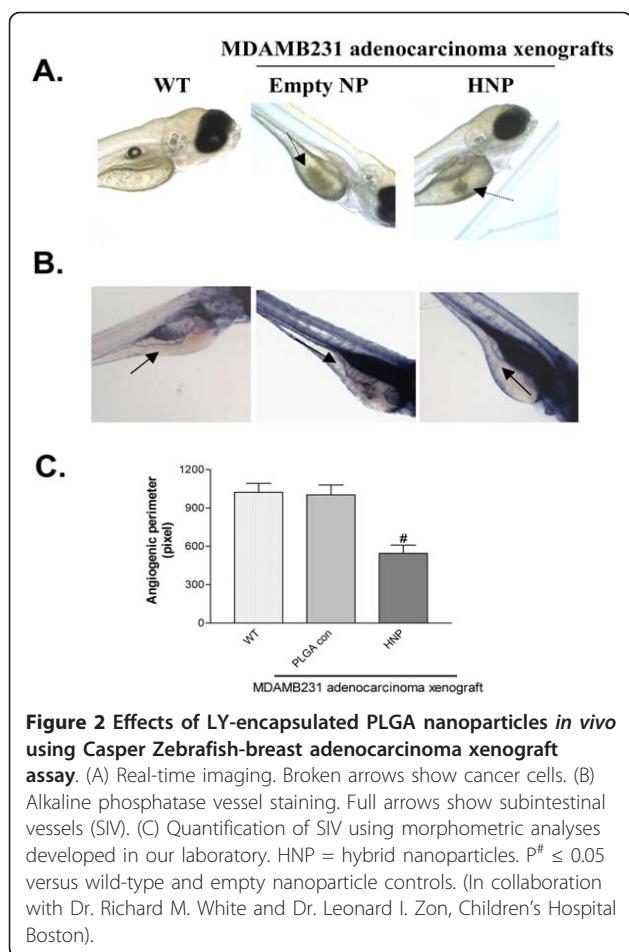 MDAMB231 adenocarcinoma xenografts
A.
WT
Empty NP
HNP
B.
C.
Angiogenic perimeter
(pixel)
1200
900
600
300
0
#
WT
PLGA con
HNP
MDAMB231 adenocarcinoma xenograft
Figure 2 Effects of LY-encapsulated PLGA nanoparticles in vivo
using Casper Zebrafish-breast adenocarcinoma xenograft
assay. (A) Real-time imaging. Broken arrows show cancer cells. (B)
Alkaline phosphatase vessel staining. Full arrows show subintestinal
vessels (SIV). (C) Quantification of SIV using morphometric analyses
developed in our laboratory. HNP = hybrid nanoparticles. P# ≤ 0.05
versus wild-type and empty nanoparticle controls. (In collaboration
with Dr. Richard M. White and Dr. Leonard I. Zon, Children's Hospital
Boston).